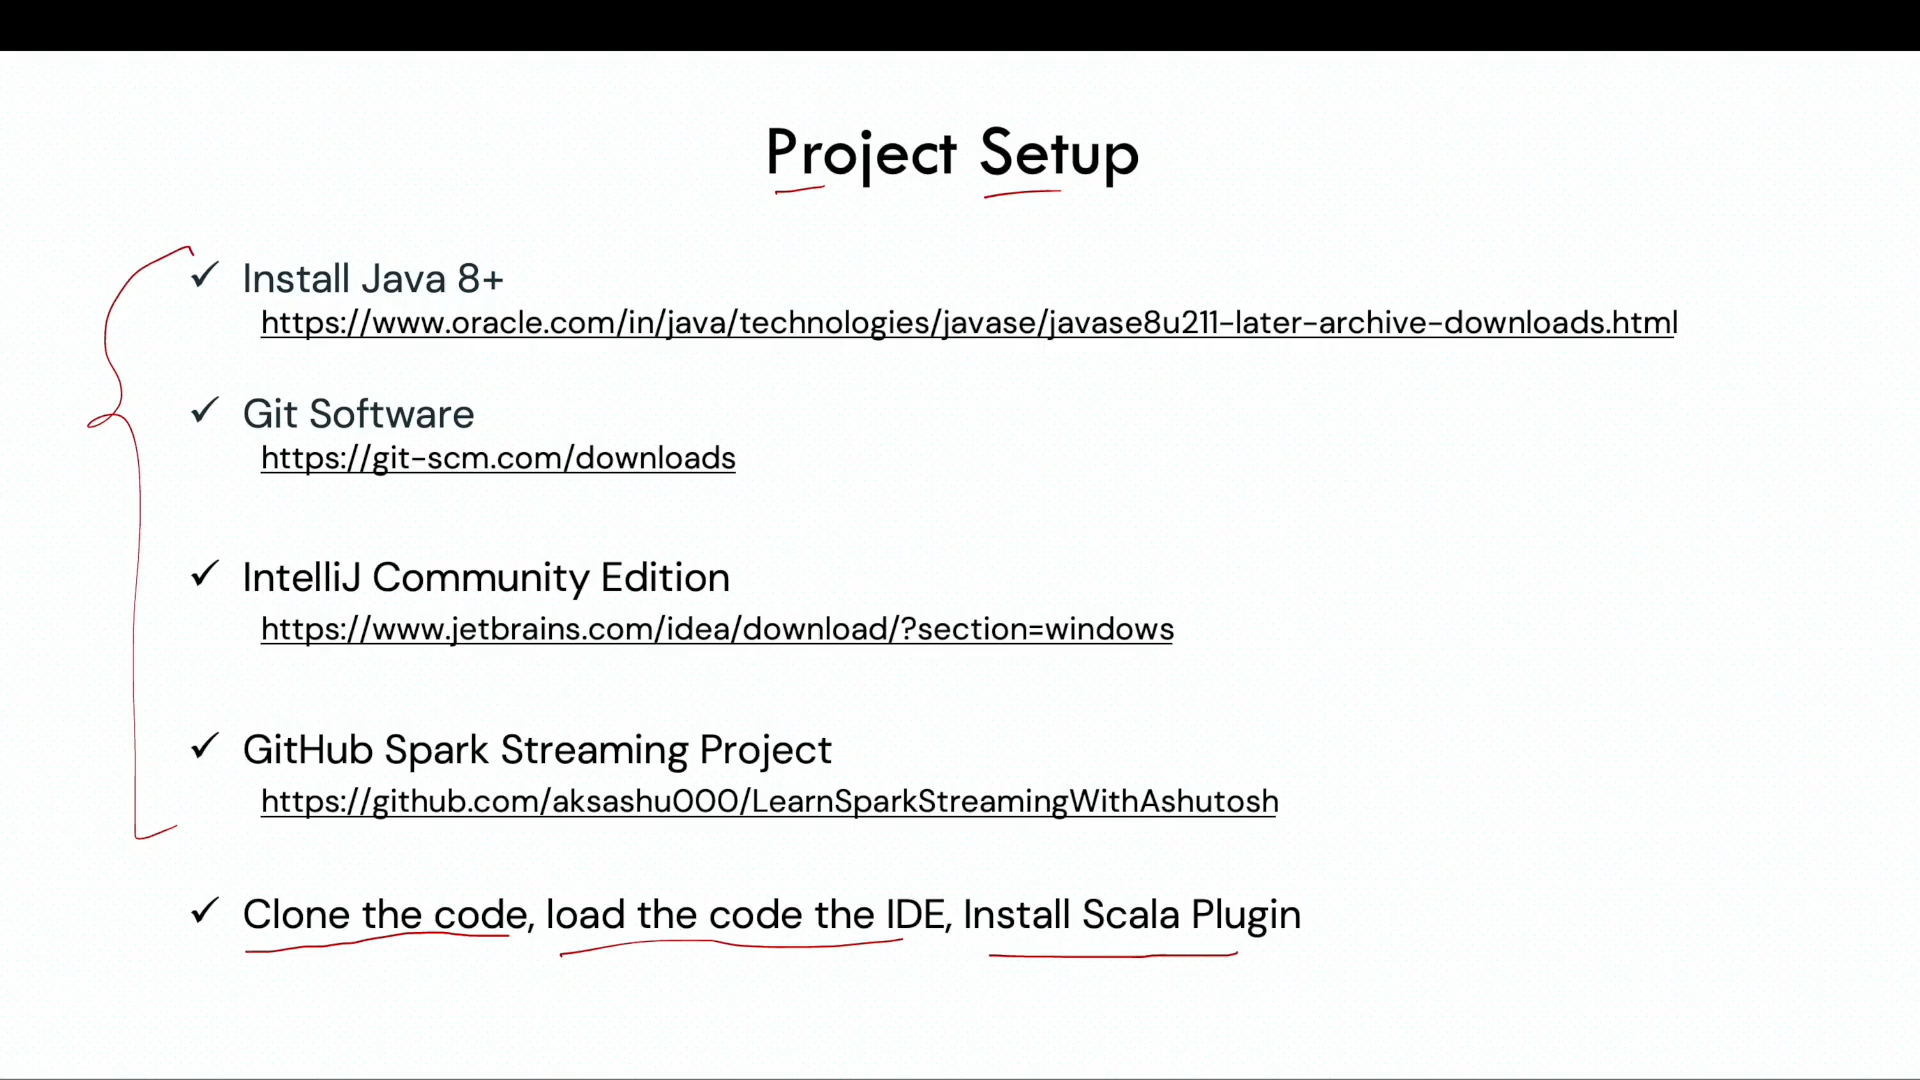 Project Setup
✓ Install Java 8+
https://www.oracle.com/in/java/technologies/javase/javase8u211-later-archive-downloads.html
✓ Git Software
https://git-scm.com/downloads
✓ IntelliJ Community Edition
https://www.jetbrains.com/idea/download/?section=windows
✓ GitHub Spark Streaming Project
https://github.com/aksashu000/LearnSparkStreamingWithAshutosh
✓ Clone the code, load the code the IDE, Install Scala Plugin